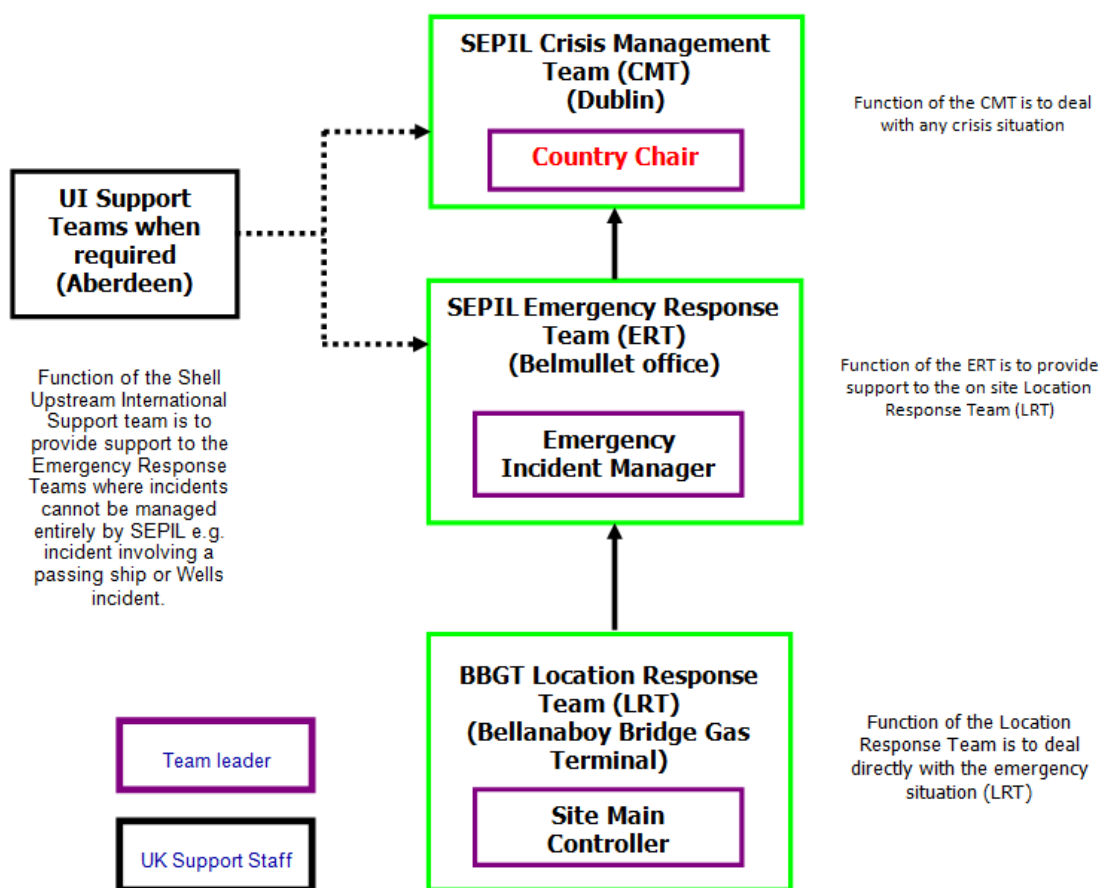 SEPIL Crisis Management
Team (CMT)
(Dublin)
Country Chair
Function of the CMT is to deal
with any crisis situation
UI Support
Teams when
required
(Aberdeen)
SEPIL Emergency Response
Team (ERT)
(Belmullet office)
Emergency
Incident Manager
Function of the ERT is to provide
support to the on site Location
Response Team (LRT)
Function of the Shell
Upstream International
Support team is to
provide support to the
Emergency Response
Teams where incidents
cannot be managed
entirely by SEPIL e.g.
incident involving a
passing ship or Wells
incident.
BBGT Location Response
Team (LRT)
(Bellanaboy Bridge Gas
Terminal)
Site Main
Controller
Function of the Location
Response Team is to deal
directly with the emergency
situation (LRT)
Team leader
UK Support Staff